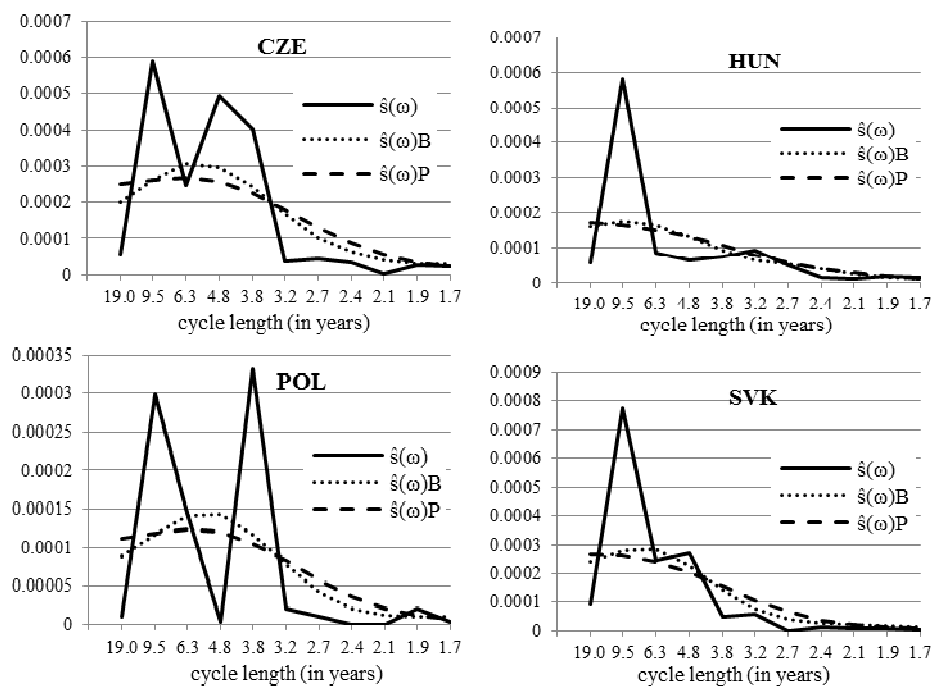 CZE
0.0007
0.0006
0.0005
0.0004
0.0003
0.0002
0.0001
0
ŝ(ω)
ŝ(ω)B
ŝ(ω)P
19.0 9.5 6.3 4.8 3.8 3.2 2.7 2.4 2.1 1.9 1.7
cycle length (in years)
HUN
0.0007
0.0006
0.0005
0.0004
0.0003
0.0002
0.0001
0
ŝ(ω)
ŝ(ω)B
ŝ(ω)P
19.0 9.5 6.3 4.8 3.8 3.2 2.7 2.4 2.1 1.9 1.7
cycle length (in years)
POL
0.00035
0.0003
0.00025
0.0002
0.00015
0.0001
0.00005
0
ŝ(ω)
ŝ(ω)B
ŝ(ω)P
19.0 9.5 6.3 4.8 3.8 3.2 2.7 2.4 2.1 1.9 1.7
cycle length (in years)
SVK
0.0009
0.0008
0.0007
0.0006
0.0005
0.0004
0.0003
0.0002
0.0001
0
ŝ(ω)
ŝ(ω)B
ŝ(ω)P
19.0 9.5 6.3 4.8 3.8 3.2 2.7 2.4 2.1 1.9 1.7
cycle length (in years)